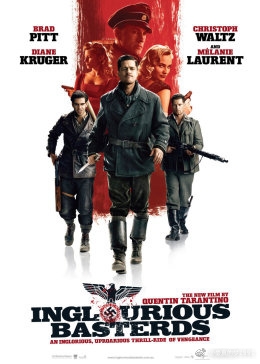 BRAD
PITT
DIANE
KRUGER
CHRISTOPH
WALTZ
AND
MÉLANIE
LAURENT
THE NEW FILM BY
QUENTIN TARANTINO
INGLOURIOUS
BASTERDS
AN INGLORIOUS, UPROARIOUS THRILL-RIDE OF VENGEANCE